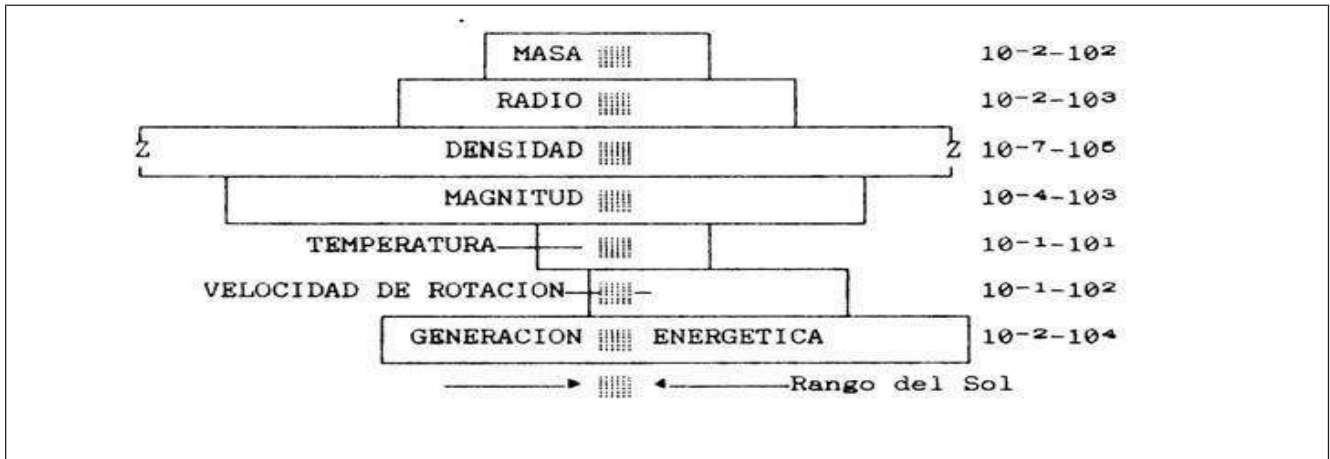 MASA 10-2-10²
RADIO 10-2-10³
Z DENSIDAD Z 10-7-10⁵
MAGNITUD 10-4-10³
TEMPERATURA 10-1-10¹
VELOCIDAD DE ROTACION 10-1-10²
GENERACION ENERGETICA 10-2-10⁴
Rango del Sol